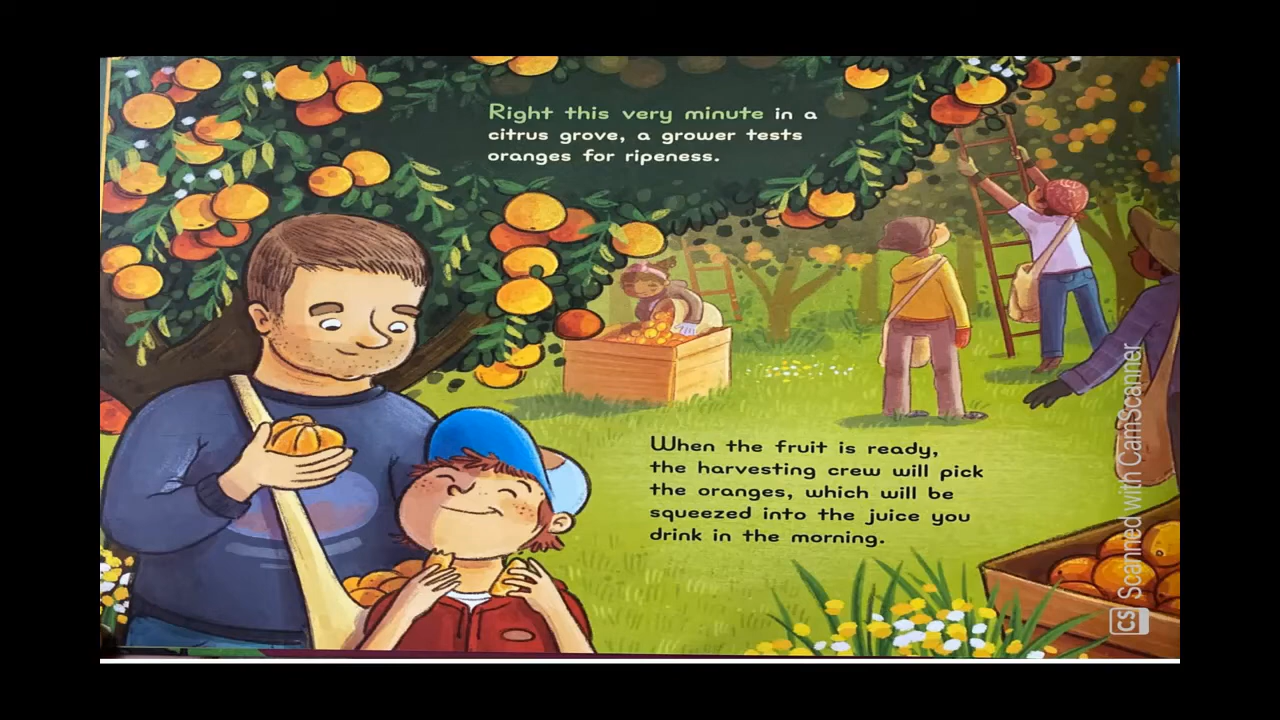 Right this very minute in a
citrus grove, a grower tests
oranges for ripeness.
When the fruit is ready,
the harvesting crew will pick
the oranges, which will be
squeezed into the juice you
drink in the morning.
CS Scanned with CamScanner